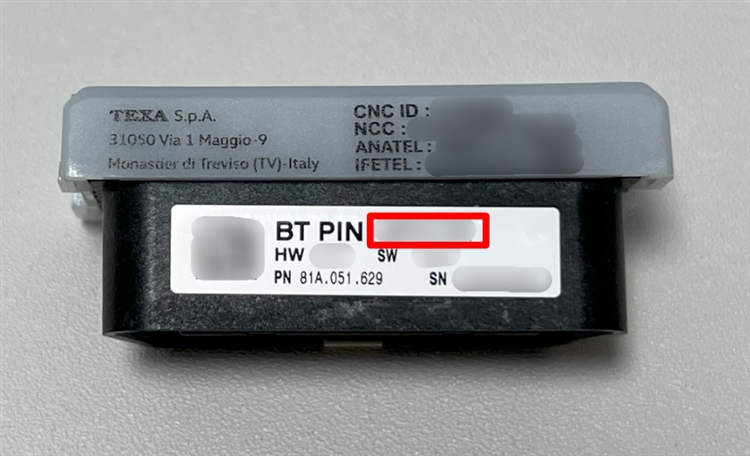 TEXA S.p.A.
31050 Via 1 Maggio-9
Monastier di Treviso (TV)-Italy
CNC ID :
NCC :
ANATEL :
IFETEL :
BT PIN
HW SW
PN 81A.051.629 SN